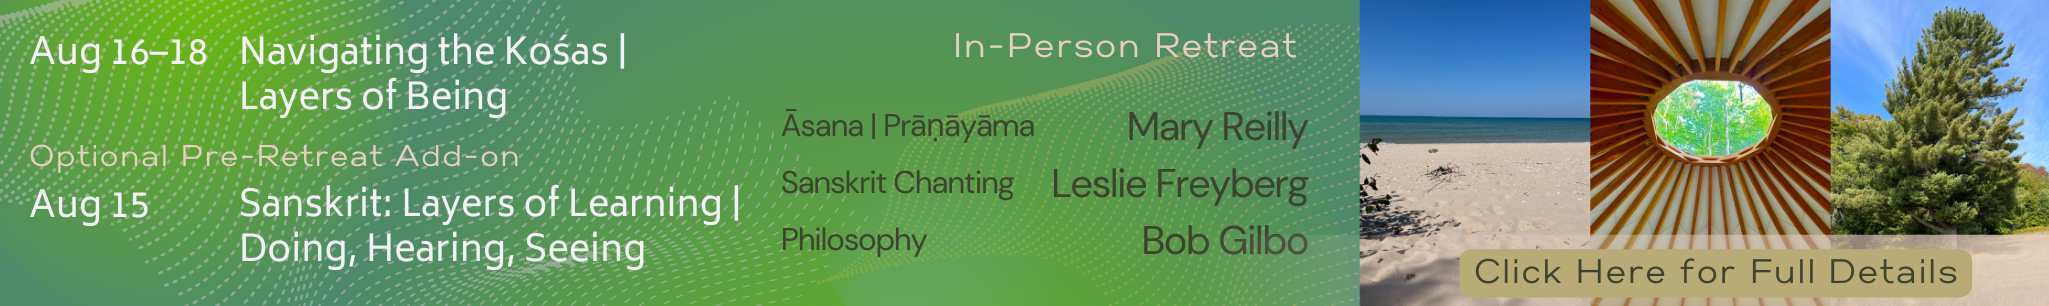 Aug 16–18 Navigating the Kośas |
Layers of Being
Optional Pre-Retreat Add-on
Aug 15 Sanskrit: Layers of Learning |
Doing, Hearing, Seeing
In-Person Retreat
Āsana | Prāṇāyāma Mary Reilly
Sanskrit Chanting Leslie Freyberg
Philosophy Bob Gilbo
Click Here for Full Details